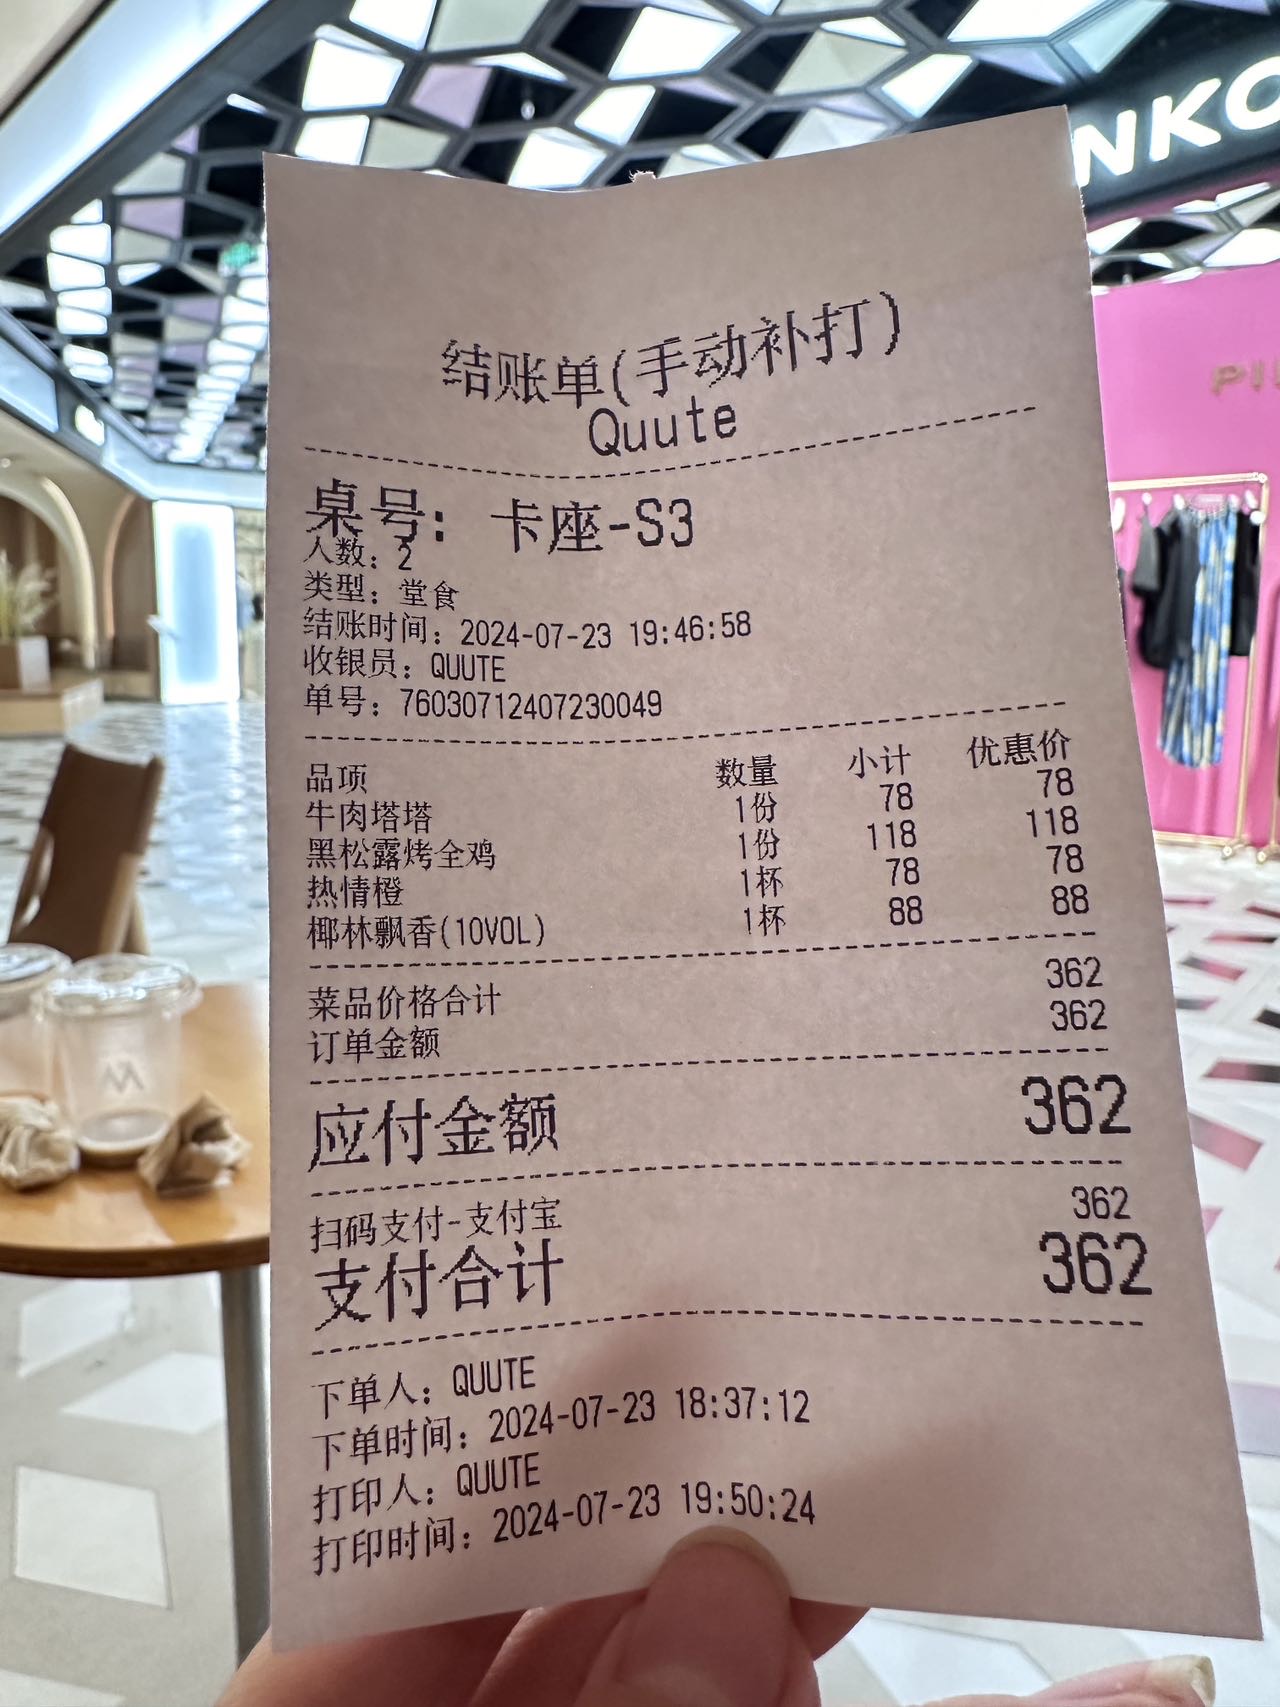 NKO
PI
结账单(手动补打)
Quute
桌号: 卡座-S3
人数: 2
类型: 堂食
结账时间: 2024-07-23 19:46:58
收银员: QUUTE
单号: 76030712407230049
品项 数量 小计 优惠价
牛肉塔塔 1份 78 78
黑松露烤全鸡 1份 118 118
热情橙 1杯 78 78
椰林飘香(10VOL) 1杯 88 88
菜品价格合计 362
订单金额 362
应付金额 362
扫码支付-支付宝 362
支付合计 362
下单人: QUUTE
下单时间: 2024-07-23 18:37:12
打印人: QUUTE
打印时间: 2024-07-23 19:50:24